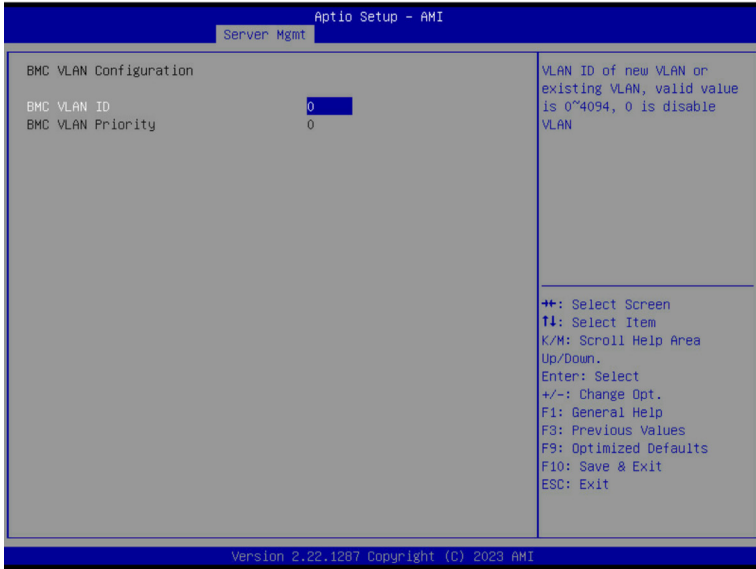 Aptio Setup - AMI
Server Mgmt
BMC VLAN Configuration
BMC VLAN ID 0
BMC VLAN Priority 0
VLAN ID of new VLAN or
existing VLAN, valid value
is 0~4094, 0 is disable
VLAN
→←: Select Screen
↑↓: Select Item
K/M: Scroll Help Area
Up/Down.
Enter: Select
+/-: Change Opt.
F1: General Help
F3: Previous Values
F9: Optimized Defaults
F10: Save & Exit
ESC: Exit
Version 2.22.1287 Copyright (C) 2023 AMI